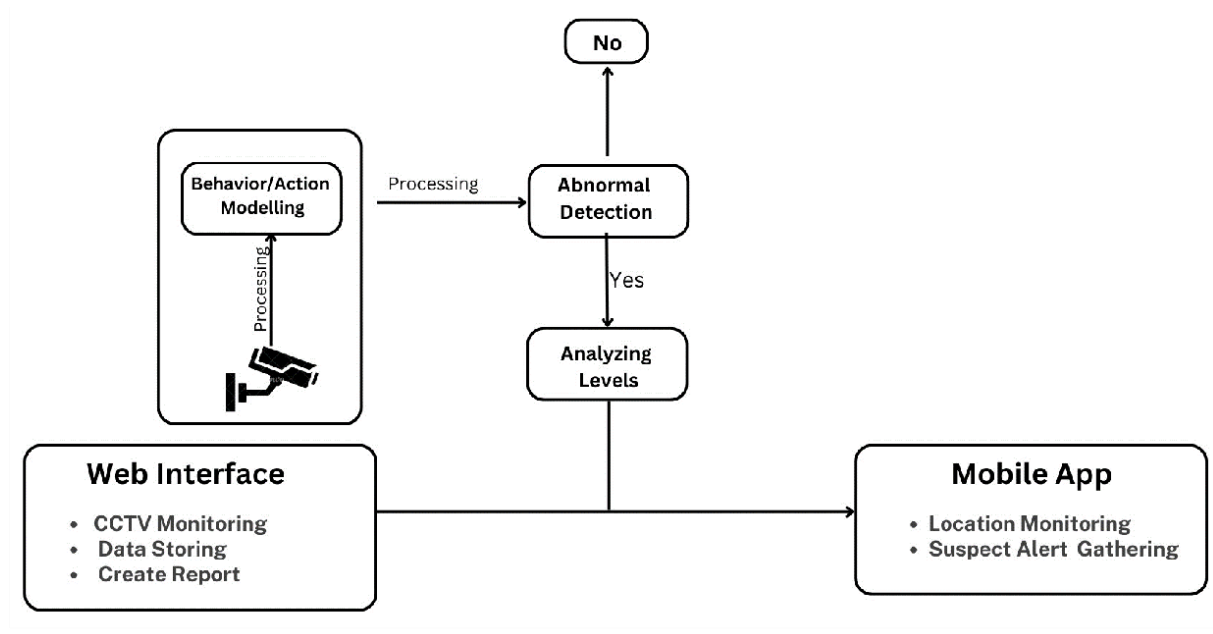 No
Behavior/Action
Modelling
Processing
Processing
Abnormal
Detection
Yes
Analyzing
Levels
Web Interface
• CCTV Monitoring
• Data Storing
• Create Report
Mobile App
• Location Monitoring
• Suspect Alert Gathering